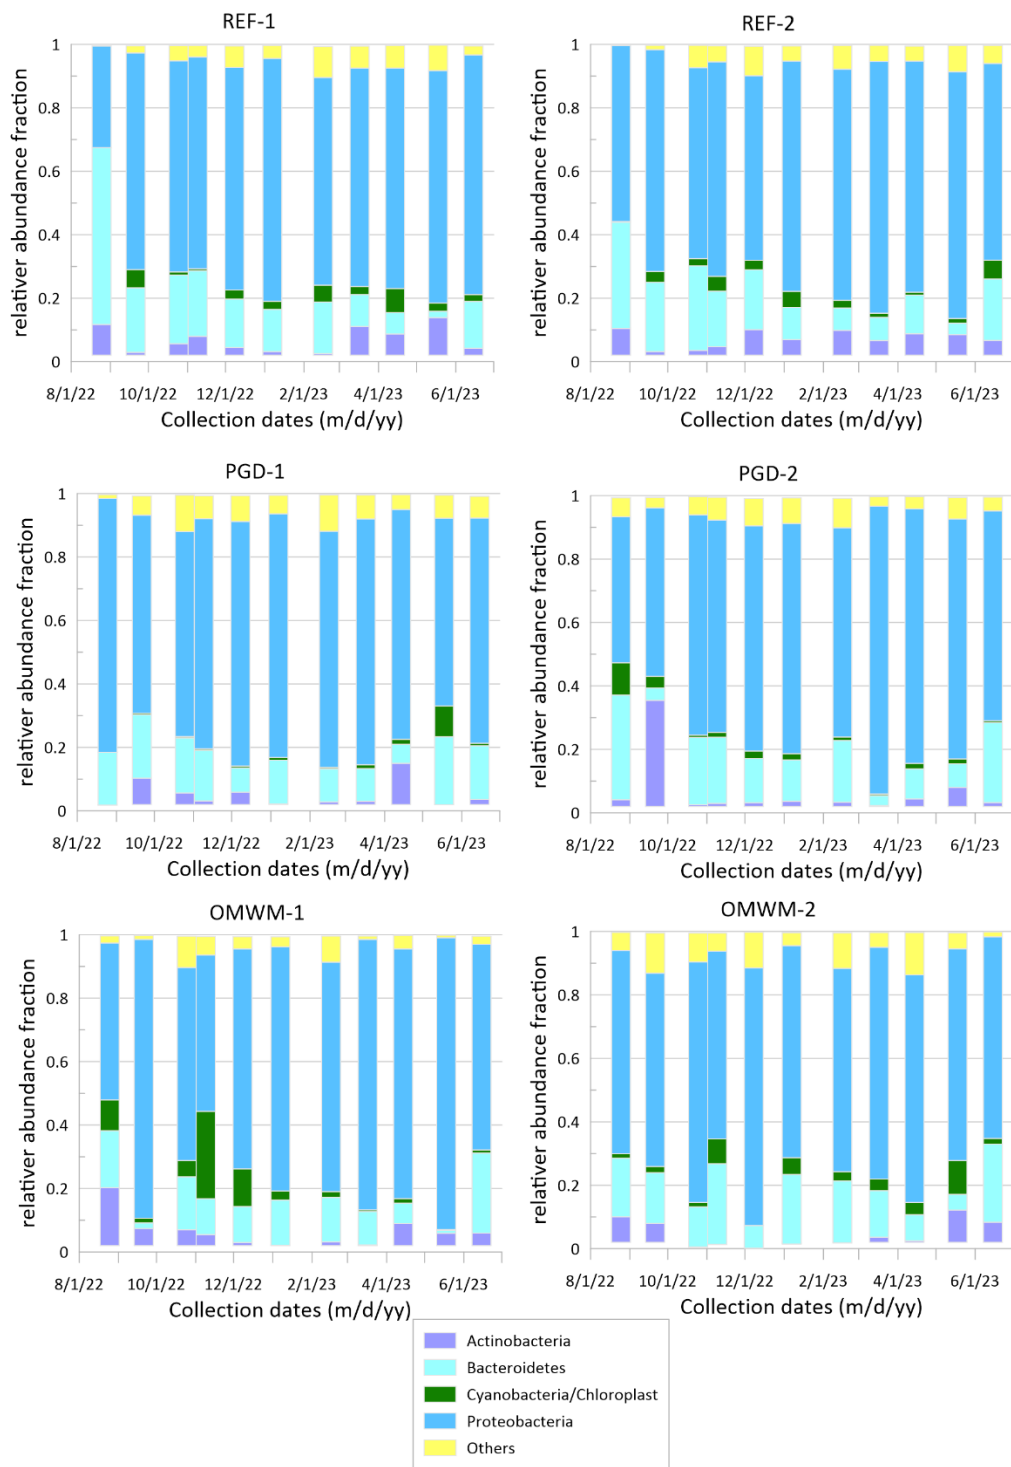 REF-1
relativer abundance fraction
1
0.8
0.6
0.4
0.2
0
8/1/22 10/1/22 12/1/22 2/1/23 4/1/23 6/1/23
Collection dates (m/d/yy)
REF-2
relativer abundance fraction
1
0.8
0.6
0.4
0.2
0
8/1/22 10/1/22 12/1/22 2/1/23 4/1/23 6/1/23
Collection dates (m/d/yy)
PGD-1
relativer abundance fraction
1
0.8
0.6
0.4
0.2
0
8/1/22 10/1/22 12/1/22 2/1/23 4/1/23 6/1/23
Collection dates (m/d/yy)
PGD-2
relativer abundance fraction
1
0.8
0.6
0.4
0.2
0
8/1/22 10/1/22 12/1/22 2/1/23 4/1/23 6/1/23
Collection dates (m/d/yy)
OMWM-1
relativer abundance fraction
1
0.8
0.6
0.4
0.2
0
8/1/22 10/1/22 12/1/22 2/1/23 4/1/23 6/1/23
Collection dates (m/d/yy)
OMWM-2
relativer abundance fraction
1
0.8
0.6
0.4
0.2
0
8/1/22 10/1/22 12/1/22 2/1/23 4/1/23 6/1/23
Collection dates (m/d/yy)
Actinobacteria
Bacteroidetes
Cyanobacteria/Chloroplast
Proteobacteria
Others